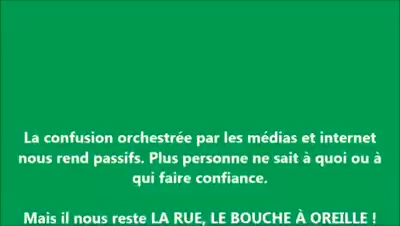 La confusion orchestrée par les médias et internet
nous rend passifs. Plus personne ne sait à quoi ou à
qui faire confiance.
Mais il nous reste LA RUE, LE BOUCHE À OREILLE !